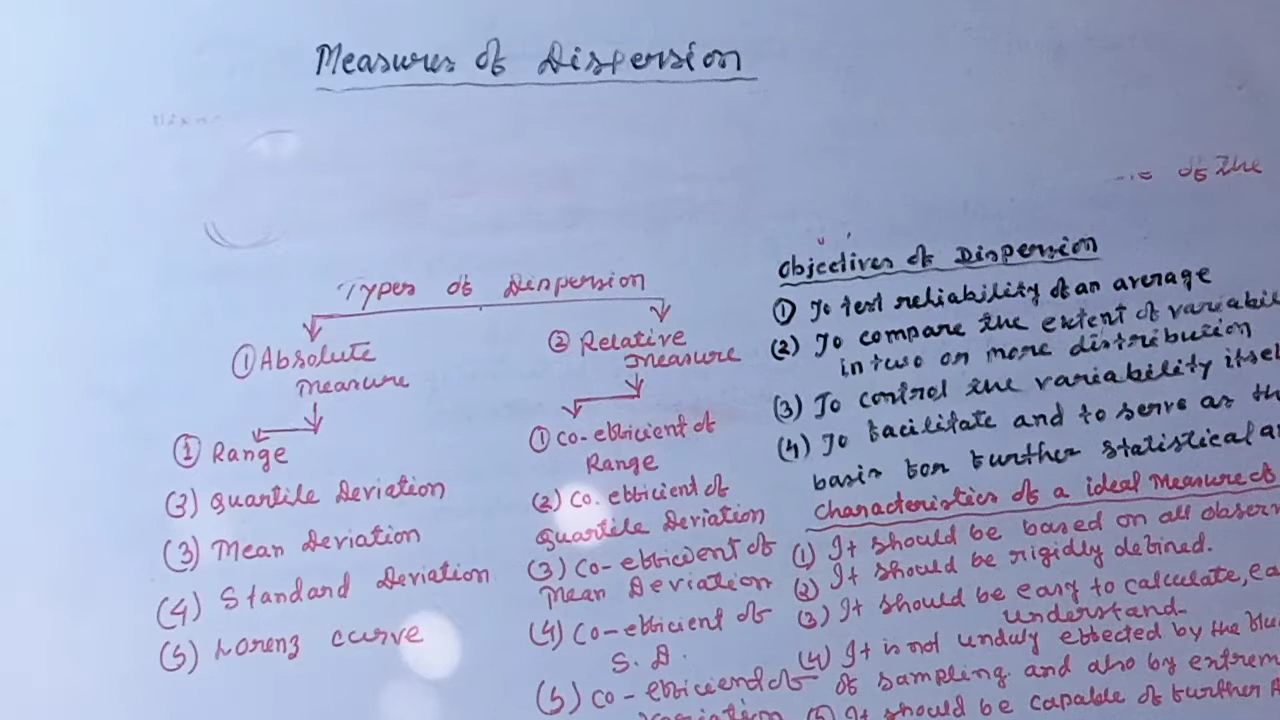 Measures of Dispersion
of the
Types of Dispersion
① Absolute
measure
① Range
(3) Quartile Deviation
(3) Mean Deviation
(4) Standard Deviation
(5) Lorenz curve
② Relative
measure
① Co-efficient of
Range
(2) Co. efficient of
Quartile Deviation
(3) Co-efficient of
Mean Deviation
(4) Co-efficient of
S. D.
(5) Co-efficiend of
Objectives of Dispersion
① To test reliability of an average
(2) To compare the extent of variabil
in two or more distribution
(3) To control the variability itsel
(4) To facilitate and to serve as th
basis for further statistical a
Characteristics of a ideal Measure of
(1) It should be based on all obser
(2) It should be rigidly defined.
(3) It should be easy to calculate, ea
understand.
(4) It is not unduly effected by the
of sampling and also by extrem
(5) It should be capable of further